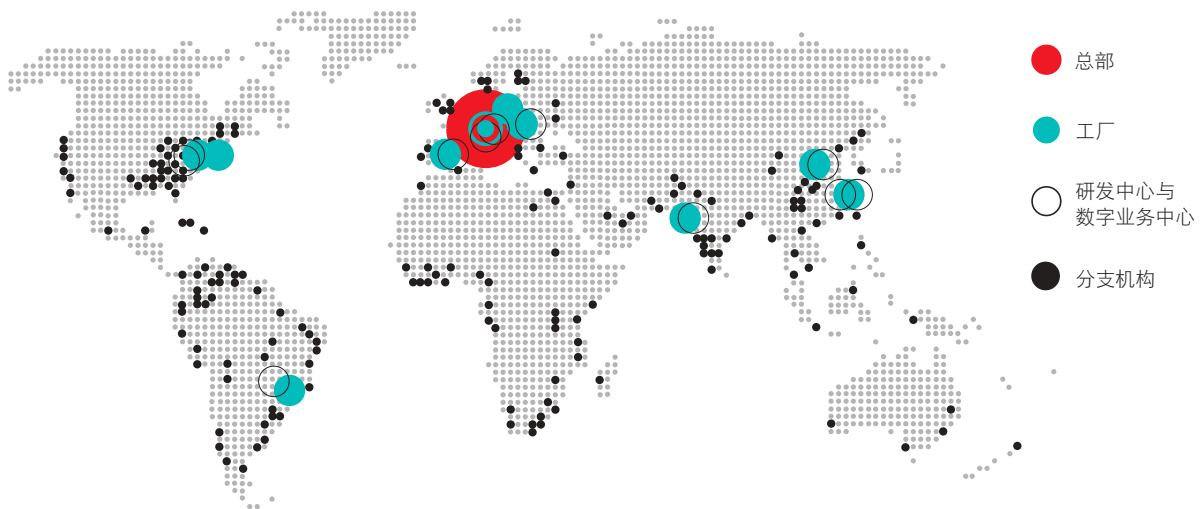 总部
工厂
研发中心与
数字业务中心
分支机构